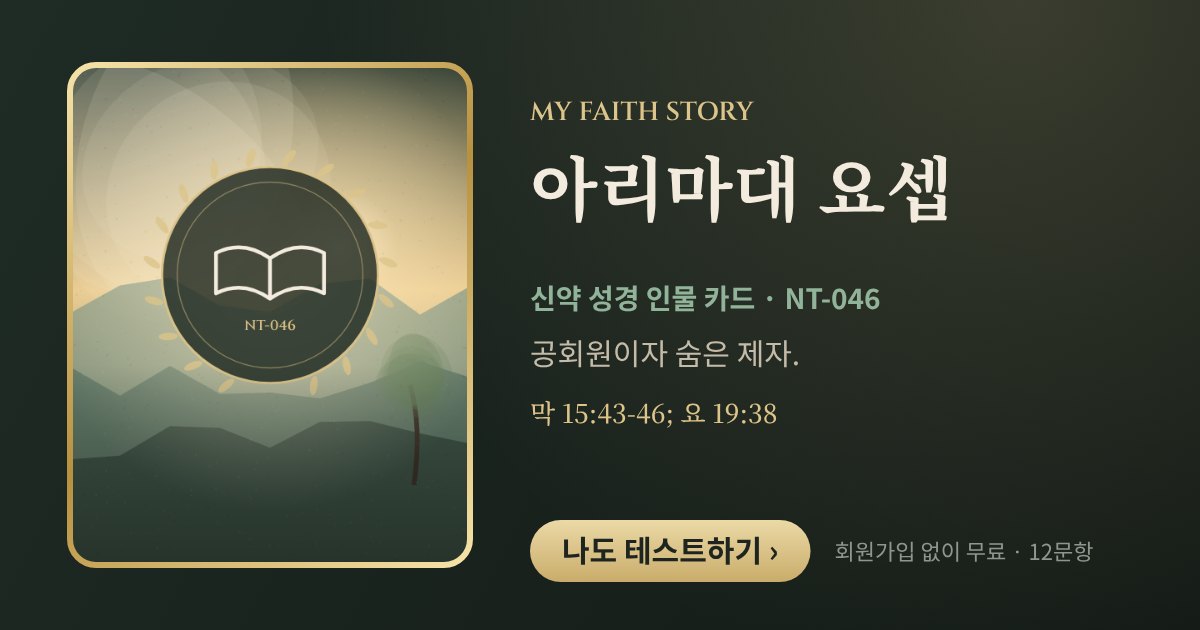 NT-046
MY FAITH STORY
아리마대 요셉
신약 성경 인물 카드 · NT-046
공회원이자 숨은 제자.
막 15:43-46; 요 19:38
나도 테스트하기 ›
회원가입 없이 무료 · 12문항